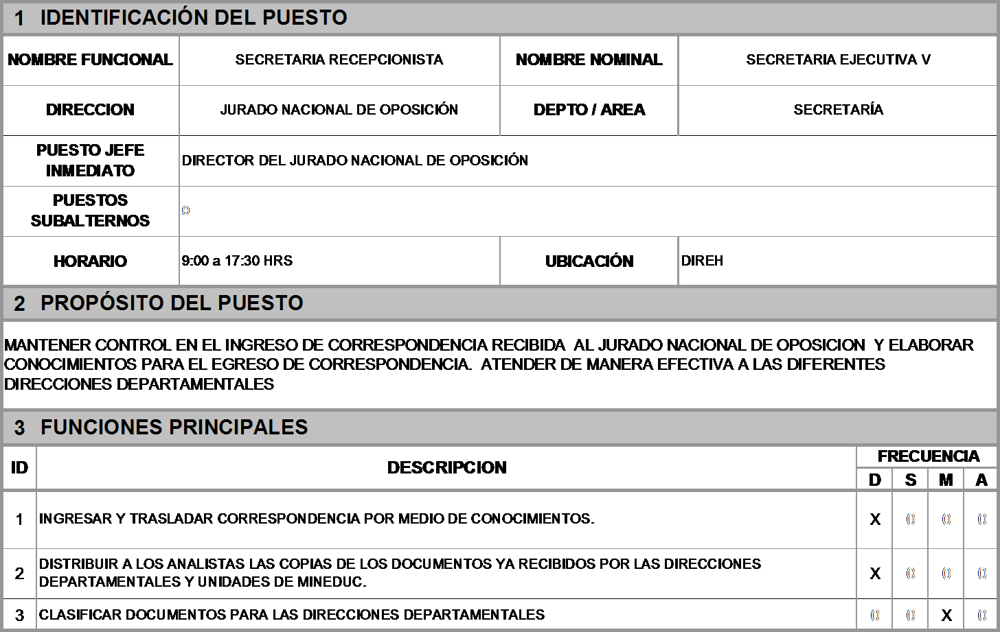 1 IDENTIFICACIÓN DEL PUESTO
NOMBRE FUNCIONAL SECRETARIA RECEPCIONISTA NOMBRE NOMINAL SECRETARIA EJECUTIVA V
DIRECCION JURADO NACIONAL DE OPOSICIÓN DEPTO / AREA SECRETARÍA
PUESTO JEFE
INMEDIATO
DIRECTOR DEL JURADO NACIONAL DE OPOSICIÓN
PUESTOS
SUBALTERNOS
0
HORARIO 9:00 a 17:30 HRS UBICACIÓN DIREH
2 PROPÓSITO DEL PUESTO
MANTENER CONTROL EN EL INGRESO DE CORRESPONDENCIA RECIBIDA AL JURADO NACIONAL DE OPOSICION Y ELABORAR
CONOCIMIENTOS PARA EL EGRESO DE CORRESPONDENCIA. ATENDER DE MANERA EFECTIVA A LAS DIFERENTES
DIRECCIONES DEPARTAMENTALES
3 FUNCIONES PRINCIPALES
ID DESCRIPCION FRECUENCIA
D S M A
1 INGRESAR Y TRASLADAR CORRESPONDENCIA POR MEDIO DE CONOCIMIENTOS. X 0 0 0
2 DISTRIBUIR A LOS ANALISTAS LAS COPIAS DE LOS DOCUMENTOS YA RECIBIDOS POR LAS DIRECCIONES
DEPARTAMENTALES Y UNIDADES DE MINEDUC. X 0 0 0
3 CLASIFICAR DOCUMENTOS PARA LAS DIRECCIONES DEPARTAMENTALES 0 0 X 0